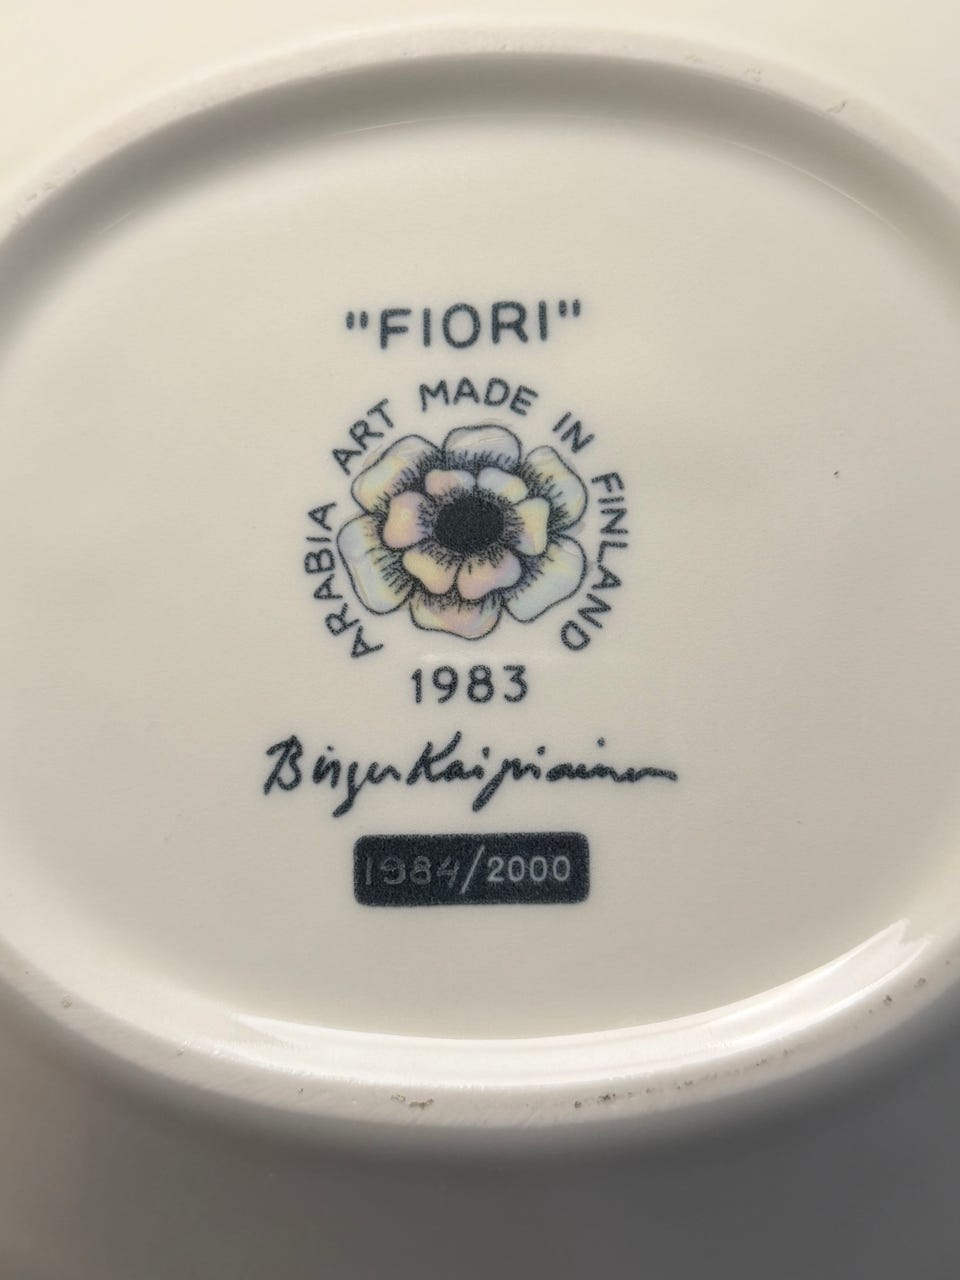 "FIORI"
ARABIA ART MADE IN FINLAND
1983
Birger Kaipiainen
1984/2000